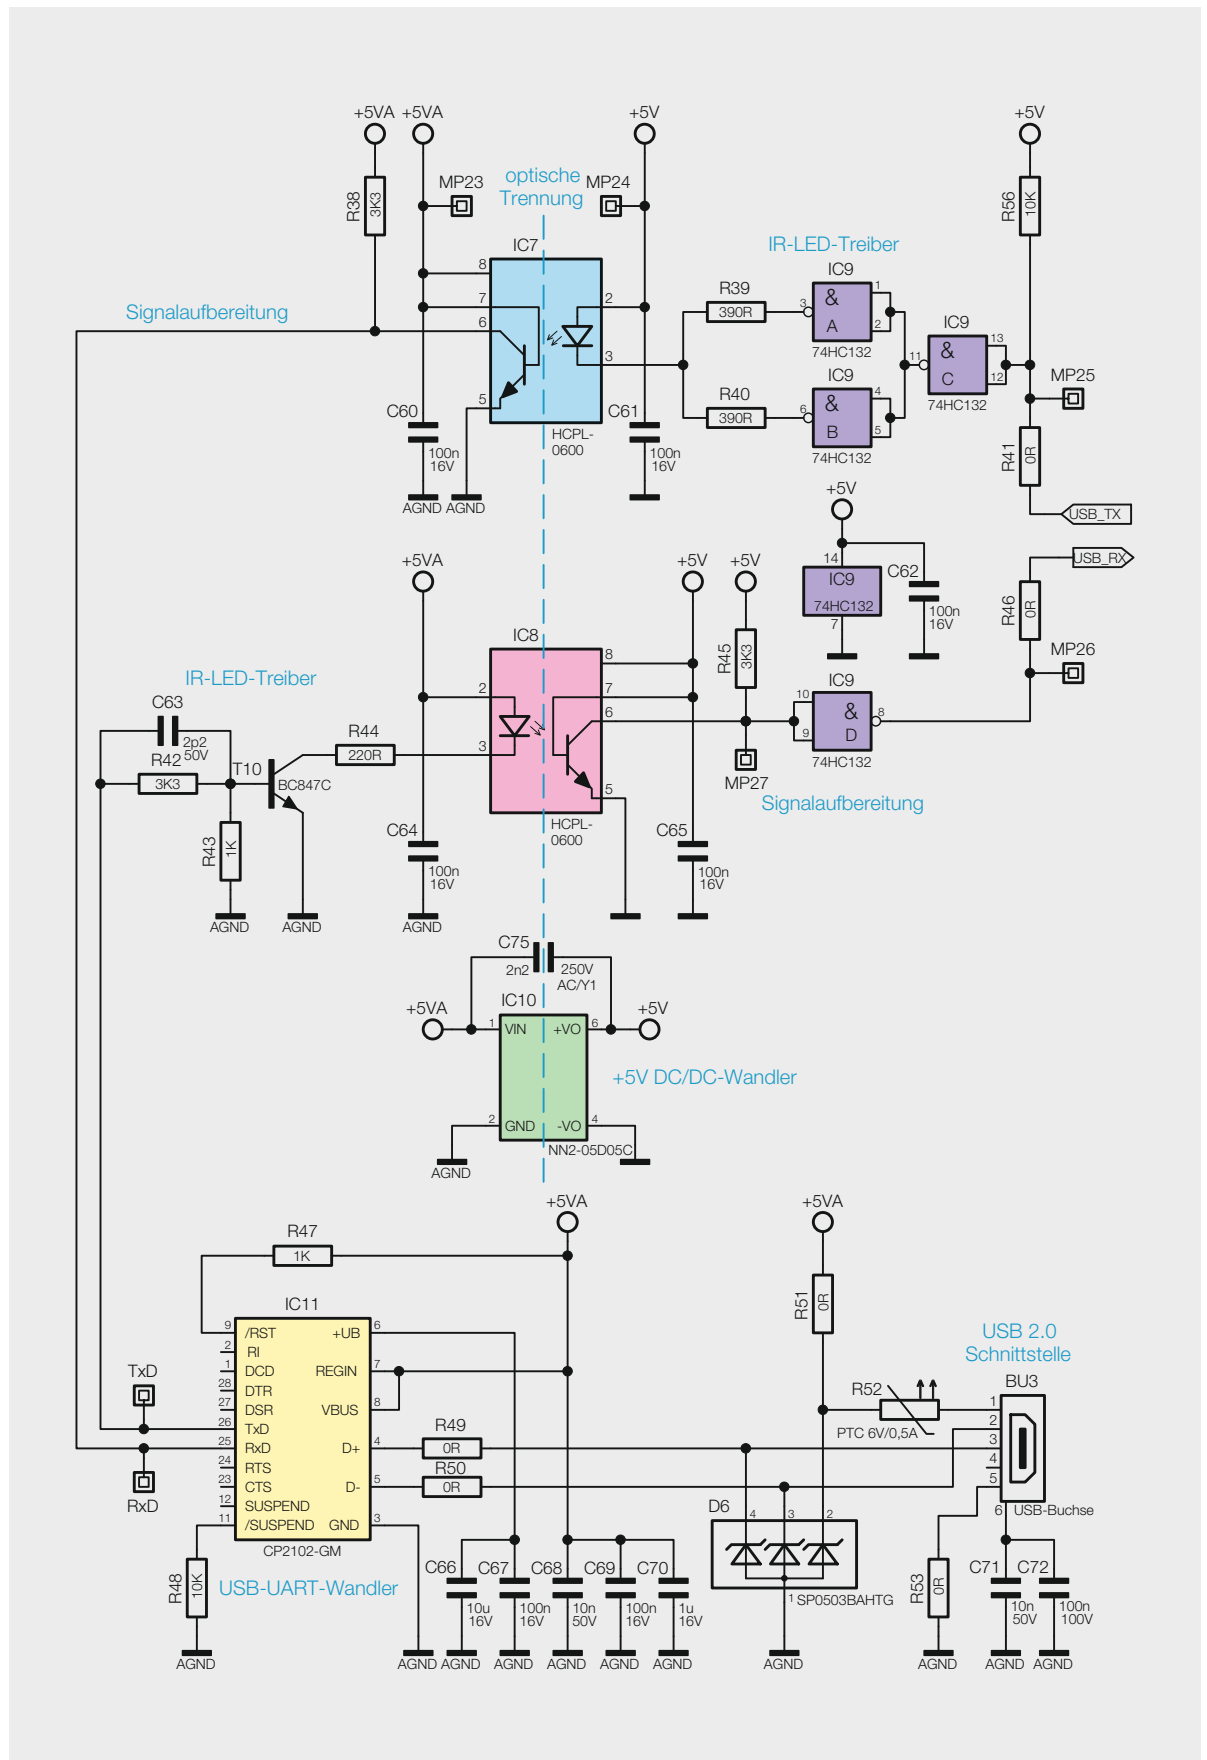 +5VA
+5VA
+5V
+5V
optische
Trennung
MP23
MP24
R38
3K3
R56
10K
IC7
IR-LED-Treiber
IC9
8
7
6
5
2
3
R39
390R
3
&
A
1
2
74HC132
Signalaufbereitung
IC9
11
&
C
13
12
74HC132
R40
390R
IC9
6
&
B
4
5
74HC132
MP25
C60
100n
16V
C61
100n
16V
HCPL-
0600
R41
0R
AGND
AGND
USB_TX
+5V
14
IC9
74HC132
7
C62
100n
16V
USB_RX
R46
0R
MP26
+5VA
+5V
+5V
IC8
R45
3K3
8
7
6
5
2
3
IR-LED-Treiber
C63
2p2
50V
R42
3K3
T10
BC847C
R44
220R
R43
1K
IC9
10
9
&
D
8
74HC132
MP27
Signalaufbereitung
C64
100n
16V
HCPL-
0600
C65
100n
16V
AGND
AGND
AGND
C75
2n2
250V
AC/Y1
IC10
+5VA
1
VIN
+VO
6
+5V
+5V DC/DC-Wandler
2
GND
-VO
4
NN2-05D05C
AGND
+5VA
+5VA
R47
1K
R51
0R
IC11
9
/RST
+UB
6
2
RI
1
DCD
REGIN
7
28
DTR
27
DSR
VBUS
8
26
TxD
25
RxD
D+
4
24
RTS
23
CTS
D-
5
12
SUSPEND
11
/SUSPEND
GND
3
CP2102-GM
TxD
RxD
R49
0R
R50
0R
USB 2.0
Schnittstelle
BU3
R52
PTC 6V/0,5A
1
2
3
4
5
6
USB-Buchse
D6
4
3
2
1
SP0503BAHTG
R48
10K
USB-UART-Wandler
C66
10u
16V
C67
100n
16V
C68
10n
50V
C69
100n
16V
C70
1u
16V
R53
0R
C71
10n
50V
C72
100n
100V
AGND
AGND
AGND
AGND
AGND
AGND
AGND
AGND
AGND
AGND
AGND